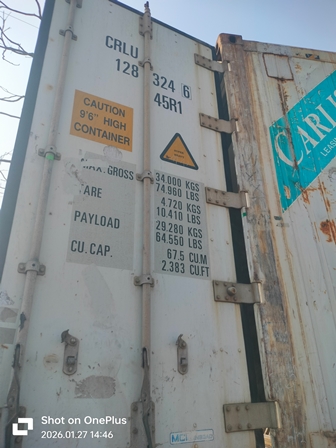 CRLU
128 324 6
45R1
CAUTION
9'6" HIGH
CONTAINER
MAX.GROSS 34.000 KGS
74.960 LBS
TARE 4.720 KGS
10.410 LBS
PAYLOAD 29.280 KGS
64.550 LBS
CU. CAP. 67.5 CU.M
2.383 CU.FT
LEAS
Shot on OnePlus
2026.01.27 14:46